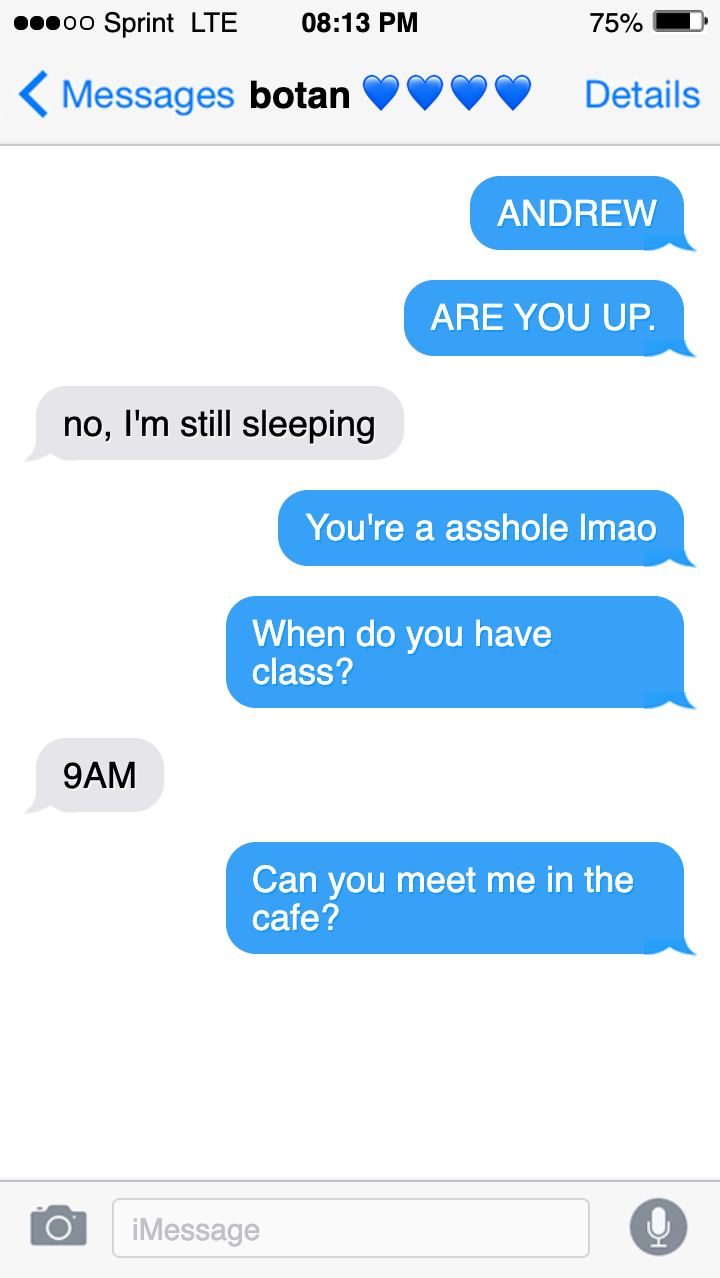 Sprint LTE 08:13 PM 75%
Messages botan 💙💙💙💙 Details
ANDREW
ARE YOU UP.
no, I'm still sleeping
You're a asshole lmao
When do you have
class?
9AM
Can you meet me in the
cafe?
iMessage